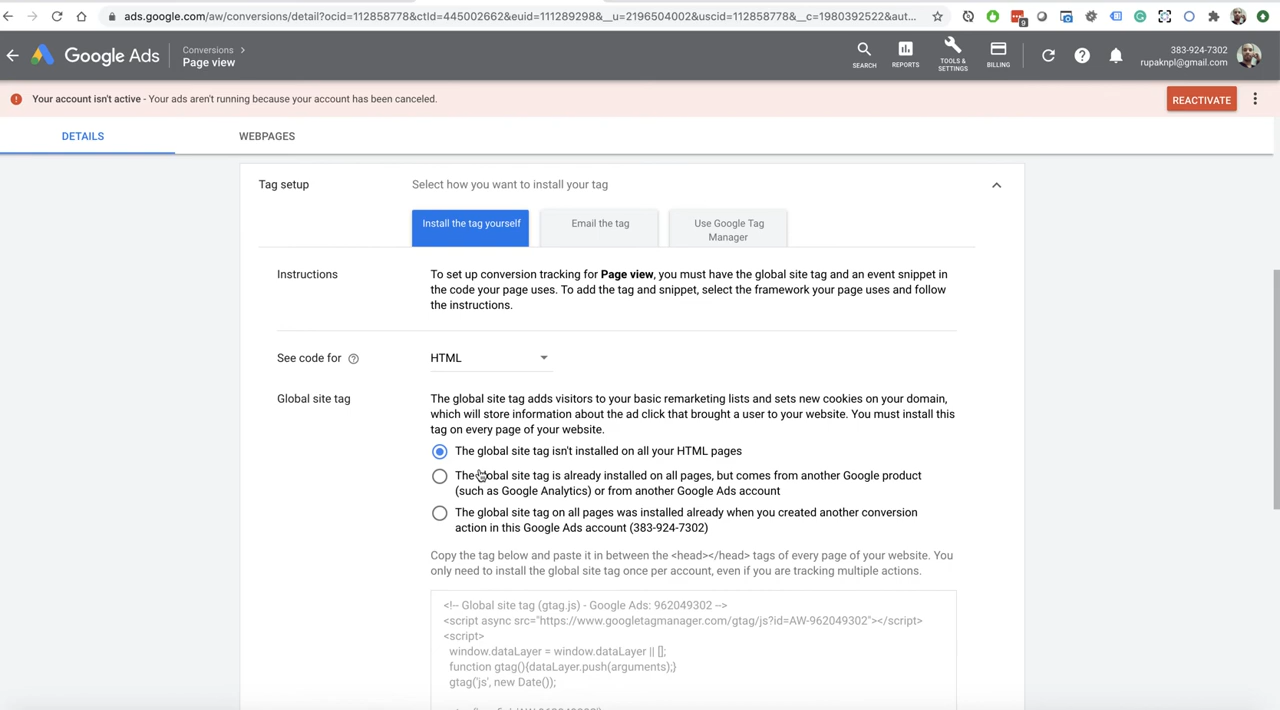 ads.google.com/aw/conversions/detail?ocid=112858778&ctId=445002662&euid=111289298&__u=2196504002&uscid=112858778&__c=1980392522&aut...
9
Google Ads
Conversions
Page view
SEARCH
REPORTS
TOOLS & SETTINGS
BILLING
383-924-7302
rupaknpl@gmail.com
Your account isn't active - Your ads aren't running because your account has been canceled.
REACTIVATE
DETAILS
WEBPAGES
Tag setup
Select how you want to install your tag
Install the tag yourself
Email the tag
Use Google Tag
Manager
Instructions
To set up conversion tracking for Page view, you must have the global site tag and an event snippet in
the code your page uses. To add the tag and snippet, select the framework your page uses and follow
the instructions.
See code for
HTML
Global site tag
The global site tag adds visitors to your basic remarketing lists and sets new cookies on your domain,
which will store information about the ad click that brought a user to your website. You must install this
tag on every page of your website.
The global site tag isn't installed on all your HTML pages
The global site tag is already installed on all pages, but comes from another Google product
(such as Google Analytics) or from another Google Ads account
The global site tag on all pages was installed already when you created another conversion
action in this Google Ads account (383-924-7302)
Copy the tag below and paste it in between the <head></head> tags of every page of your website. You
only need to install the global site tag once per account, even if you are tracking multiple actions.
<!-- Global site tag (gtag.js) - Google Ads: 962049302 -->
<script async src="https://www.googletagmanager.com/gtag/js?id=AW-962049302"></script>
<script>
window.dataLayer = window.dataLayer || [];
function gtag(){dataLayer.push(arguments);}
gtag('js', new Date());